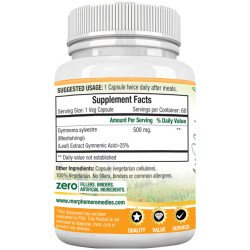 SUGGESTED USAGE: 1 Capsule twice daily after meals.
Supplement Facts
Serving Size: 1 Veg Capsule Servings per Container: 60
Amount Per Serving % Daily Value
Gymnema sylvestre 500 mg. **
(Meshshringi)
(Leaf) Extract Gymnemic Acid>25%
** Daily value not established
Other Ingredients: Capsule (vegetarian cellulose).
100% Vegetarian. No fillers, binders or common allergens.
zero FILLERS, BINDERS,
ARTIFICIAL INGREDIENTS.
www.morphemeremedies.com
QUALITY VALUE SERVICE